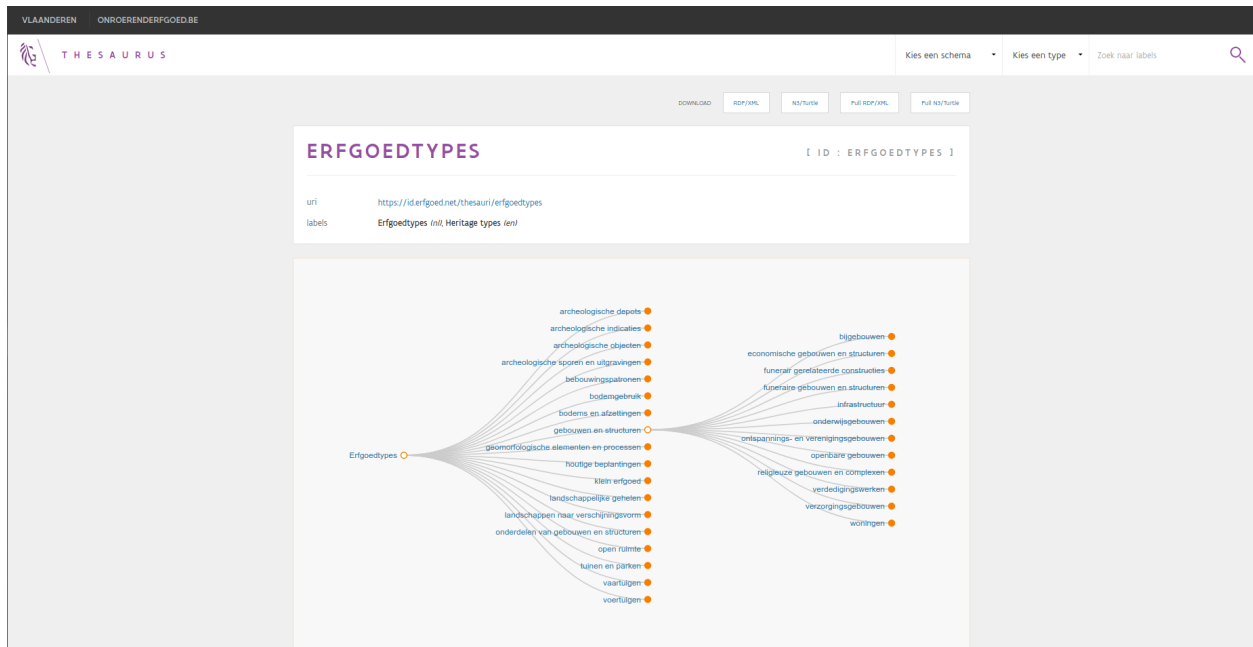 VLAANDEREN ONROERENDERFGOED.BE
THESAURUS Kies een schema Kies een type Zoek naar labels
DOWNLOAD RDF/XML N3/Turtle Full RDF/XML Full N3/Turtle
ERFGOEDTYPES [ ID : ERFGOEDTYPES ]
uri https://id.erfgoed.net/thesauri/erfgoedtypes
labels Erfgoedtypes (nl), Heritage types (en)
Erfgoedtypes
archeologische depots
archeologische indicaties
archeologische objecten
archeologische sporen en uitgravingen
bebouwingspatronen
bodemgebruik
bodems en afzettingen
gebouwen en structuren
geomorfologische elementen en processen
houtige beplantingen
klein erfgoed
landschappelijke gehelen
landschappen naar verschijningsvorm
onderdelen van gebouwen en structuren
open ruimte
tuinen en parken
vaartuigen
voertuigen
bijgebouwen
economische gebouwen en structuren
funerair gerelateerde constructies
funeraire gebouwen en structuren
infrastructuur
onderwijsgebouwen
ontspannings- en verenigingsgebouwen
openbare gebouwen
religieuze gebouwen en complexen
verdedigingswerken
verzorgingsgebouwen
woningen